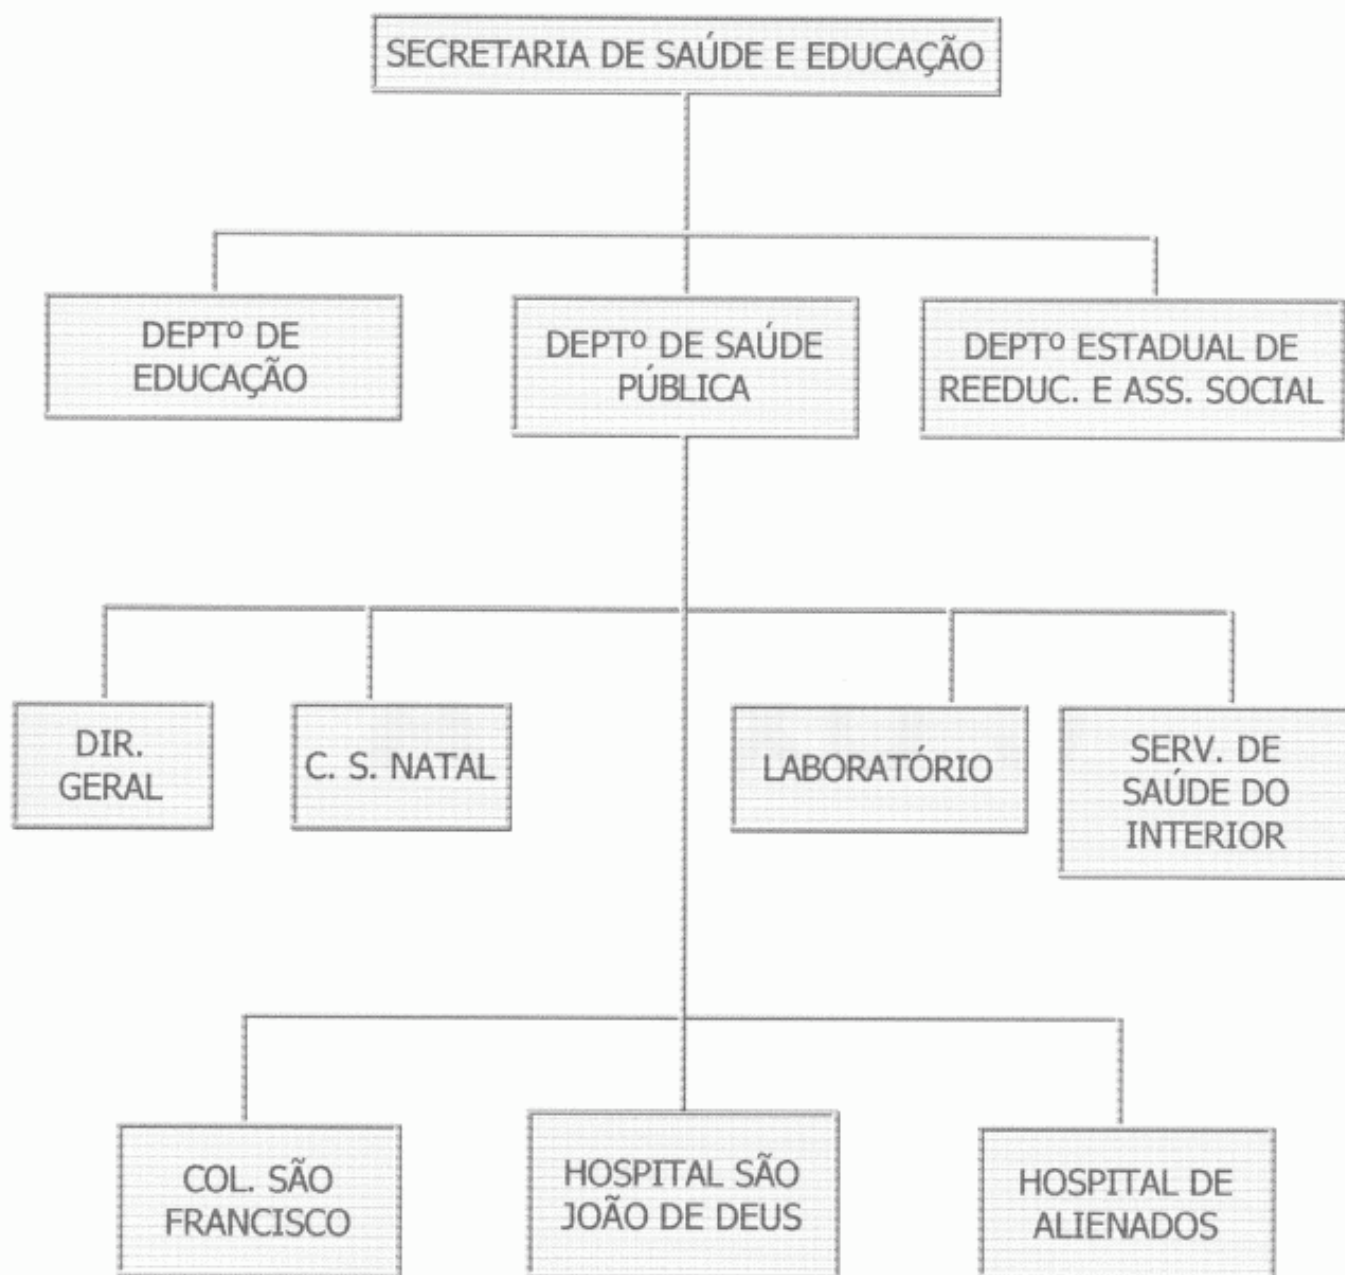 SECRETARIA DE SAÚDE E EDUCAÇÃO
DEPTº DE
EDUCAÇÃO
DEPTº DE SAÚDE
PÚBLICA
DEPTº ESTADUAL DE
REEDUC. E ASS. SOCIAL
DIR.
GERAL
C. S. NATAL
LABORATÓRIO
SERV. DE
SAÚDE DO
INTERIOR
COL. SÃO
FRANCISCO
HOSPITAL SÃO
JOÃO DE DEUS
HOSPITAL DE
ALIENADOS